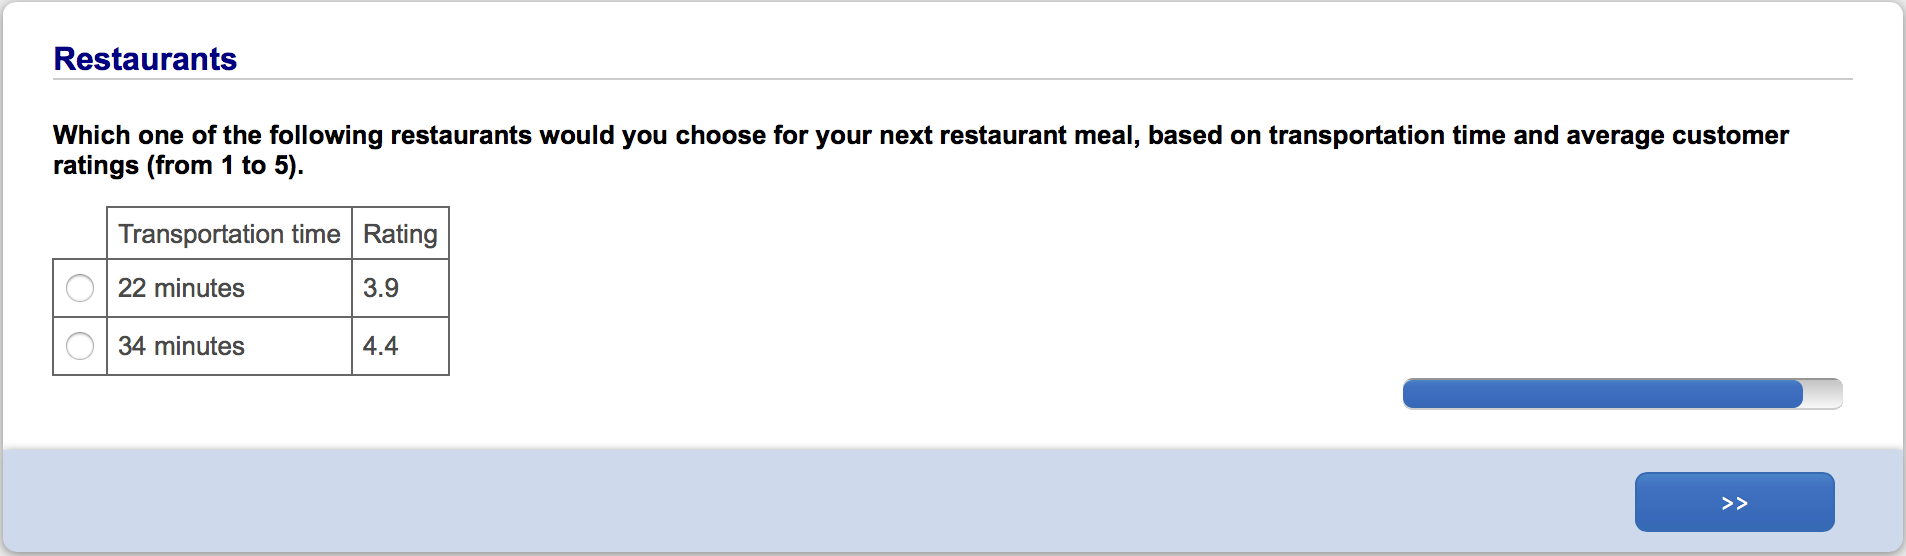 Restaurants
Which one of the following restaurants would you choose for your next restaurant meal, based on transportation time and average customer
ratings (from 1 to 5).
Transportation time Rating
22 minutes 3.9
34 minutes 4.4
>>